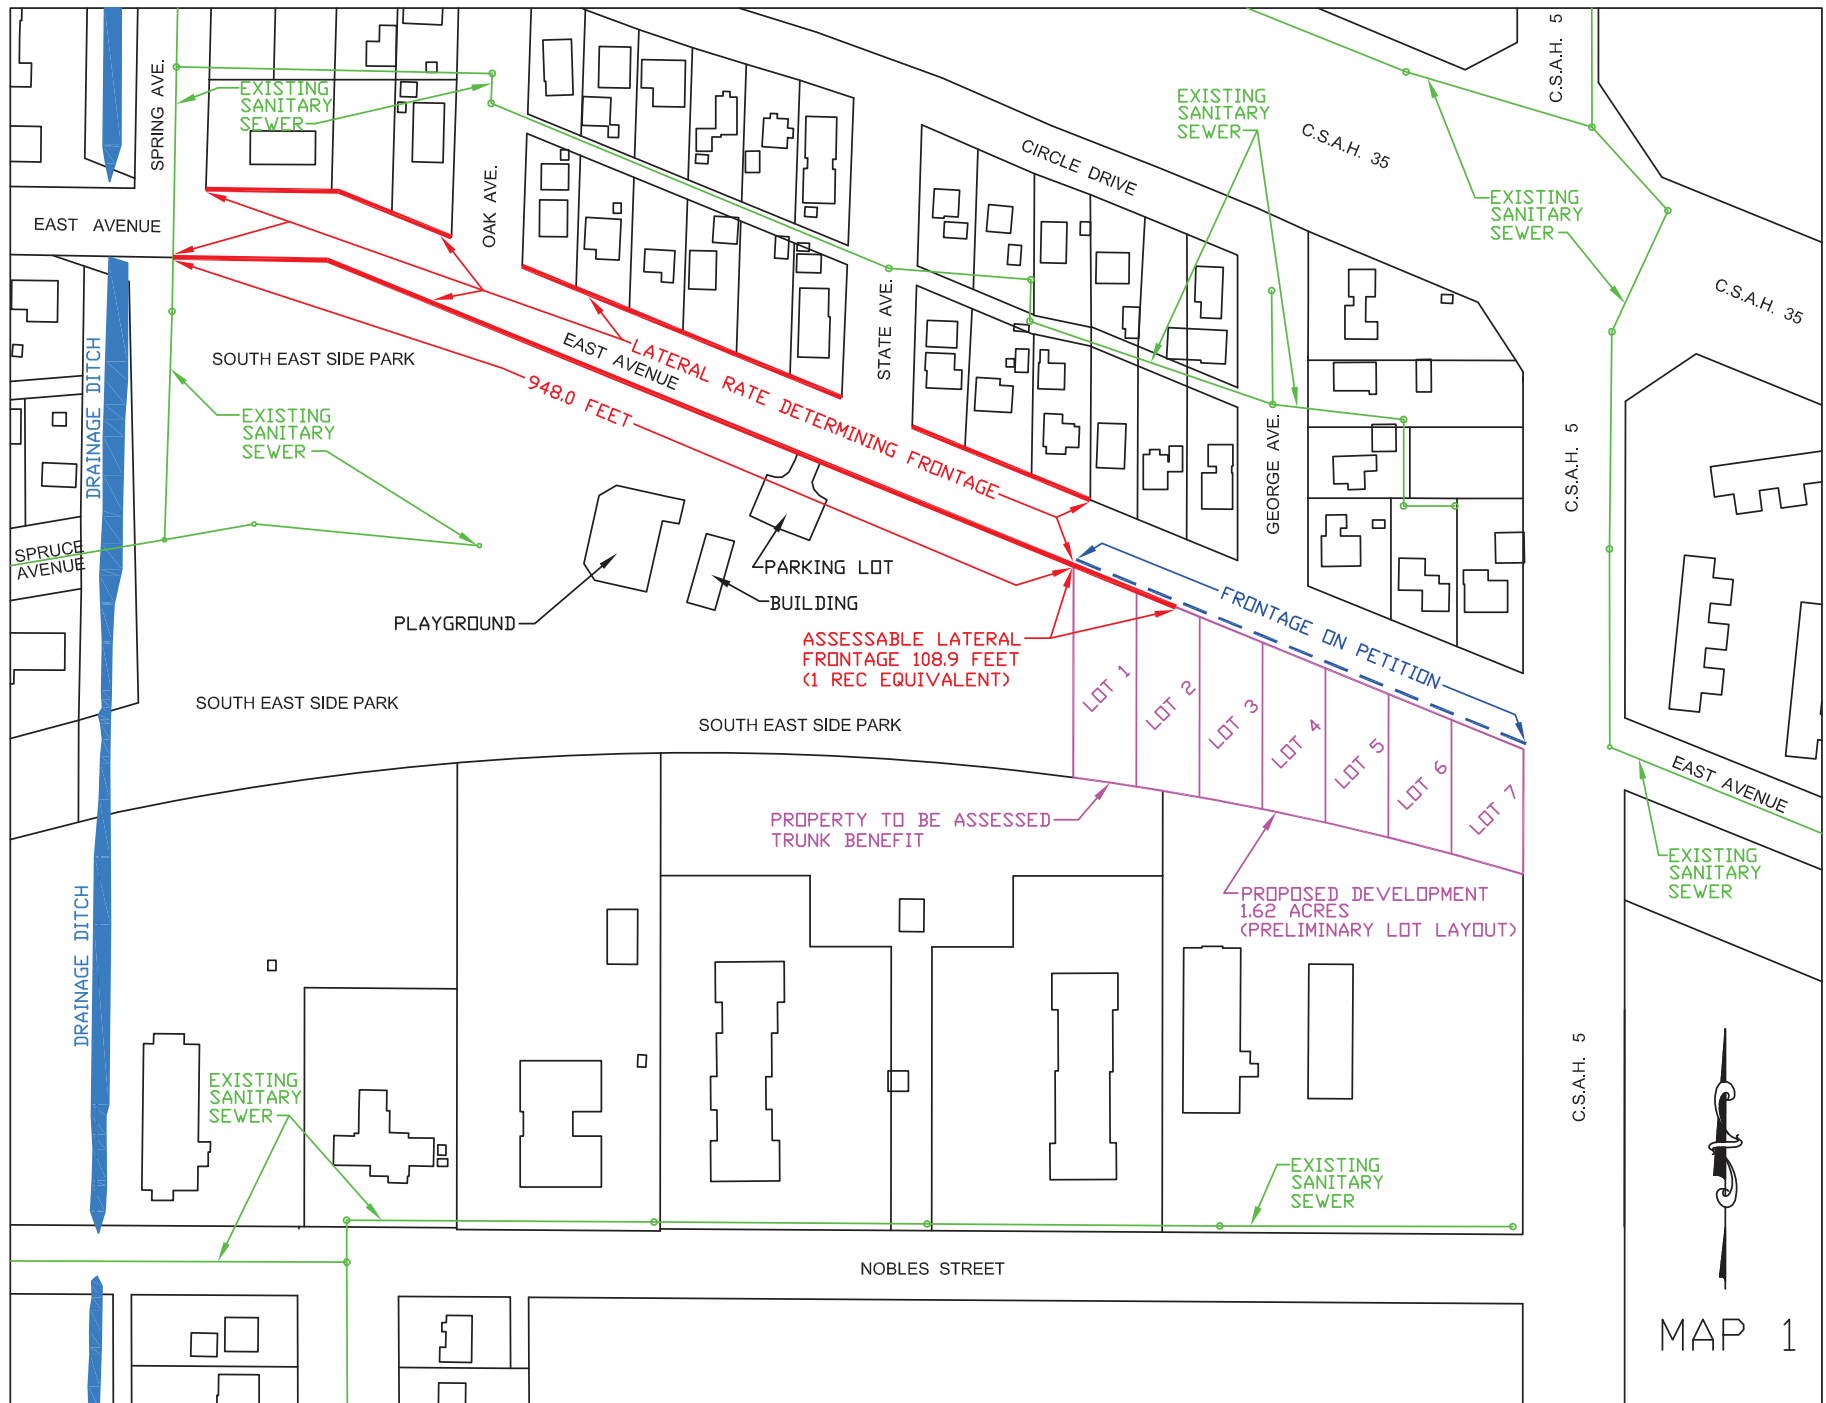 SPRING AVE.
EXISTING
SANITARY
SEWER
EAST AVENUE
OAK AVE.
EXISTING
SANITARY
SEWER
CIRCLE DRIVE
C.S.A.H. 35
C.S.A.H. 5
EXISTING
SANITARY
SEWER
C.S.A.H. 35
STATE AVE.
EAST AVENUE
LATERAL RATE DETERMINING FRONTAGE
948.0 FEET
SOUTH EAST SIDE PARK
DRAINAGE DITCH
EXISTING
SANITARY
SEWER
GEORGE AVE.
C.S.A.H. 5
SPRUCE
AVENUE
PARKING LOT
BUILDING
PLAYGROUND
ASSESSABLE LATERAL
FRONTAGE 108.9 FEET
(1 REC EQUIVALENT)
FRONTAGE ON PETITION
SOUTH EAST SIDE PARK
SOUTH EAST SIDE PARK
LOT 1
LOT 2
LOT 3
LOT 4
LOT 5
LOT 6
LOT 7
EAST AVENUE
PROPERTY TO BE ASSESSED
TRUNK BENEFIT
EXISTING
SANITARY
SEWER
PROPOSED DEVELOPMENT
1.62 ACRES
(PRELIMINARY LOT LAYOUT)
DRAINAGE DITCH
C.S.A.H. 5
EXISTING
SANITARY
SEWER
EXISTING
SANITARY
SEWER
NOBLES STREET
MAP 1